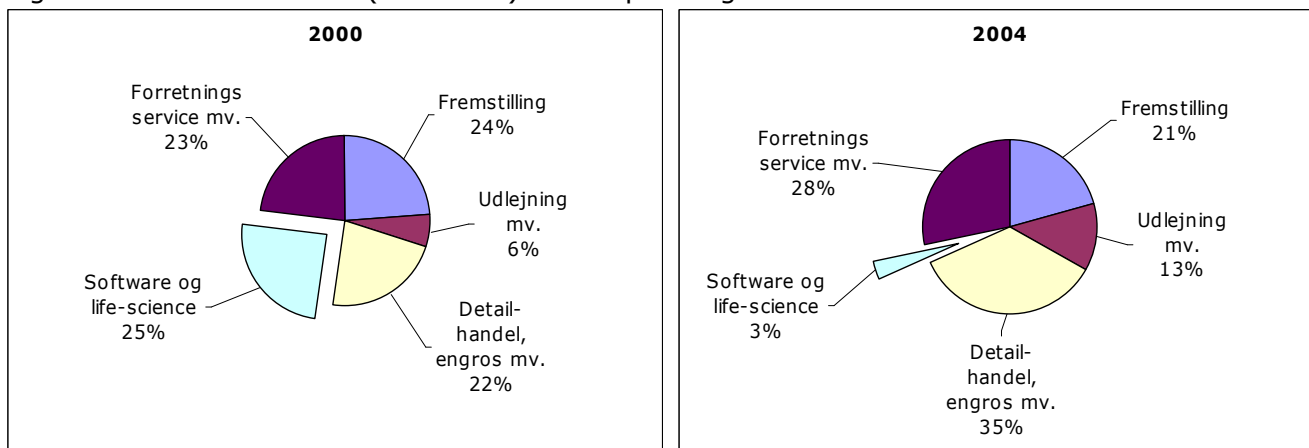 2000
Forretnings
service mv.
23%
Fremstilling
24%
Udlejning
mv.
6%
Software og
life-science
25%
Detail-
handel,
engros mv.
22%
2004
Forretnings
service mv.
28%
Fremstilling
21%
Udlejning
mv.
13%
Software og
life-science
3%
Detail-
handel,
engros mv.
35%